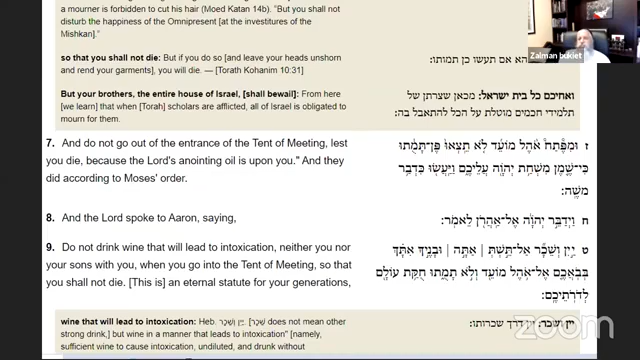 a mourner is forbidden to cut his hair (Moed Katan 14b). "But you shall not
disturb the happiness of the Omnipresent [at the investitures of the
Mishkan]."
so that you shall not die: But if you do so [and leave your heads unshorn
and rend your garments], you will die. — [Torath Kohanim 10:31]
הא אם תעשו כן תמותו:
But your brothers, the entire house of Israel, [shall bewail]: From here
[we learn] that when [Torah] scholars are afflicted, all of Israel is obligated to
mourn for them.
ואחיכם כל בית ישראל: מכאן שצרתן של
תלמידי חכמים מוטלת על הכל להתאבל בה:
7. And do not go out of the entrance of the Tent of Meeting, lest
you die, because the Lord's anointing oil is upon you." And they
did according to Moses' order.
ז וּמִפֶּ֩תַח֩ אֹ֨הֶל מוֹעֵ֜ד לֹ֤א תֵֽצְאוּ֙ פֶּן־תָּמֻ֔תוּ
כִּי־שֶׁ֛מֶן מִשְׁחַ֥ת יְהֹוָ֖ה עֲלֵיכֶ֑ם וַיַּֽעֲשׂ֖וּ כִּדְבַ֥ר
משֶֽׁה:
8. And the Lord spoke to Aaron, saying,
ח וַיְדַבֵּ֣ר יְהֹוָ֔ה אֶל־אַֽהֲרֹ֖ן לֵאמֹֽר:
9. Do not drink wine that will lead to intoxication, neither you nor
your sons with you, when you go into the Tent of Meeting, so that
you shall not die. [This is] an eternal statute for your generations,
ט יַ֣יִן וְשֵׁכָ֞ר אַל־תֵּ֣שְׁתְּ | אַתָּ֣ה | וּבָנֶ֣יךָ אִתָּ֗ךְ
בְּבֹֽאֲכֶ֛ם אֶל־אֹ֥הֶל מוֹעֵ֖ד וְלֹ֣א תָמֻ֑תוּ חֻקַּ֥ת עוֹלָ֖ם
לְדֹרֹֽתֵיכֶֽם:
wine that will lead to intoxication: Heb. יַיִן וְשֵׁכָר. [שֵׁכָר does not mean other
strong drink,] but wine in a manner that leads to intoxication" [namely,
sufficient wine to cause intoxication, undiluted, and drunk without
יין ושכר: יין דרך שכרותו:
Zalman bukiet
zoom